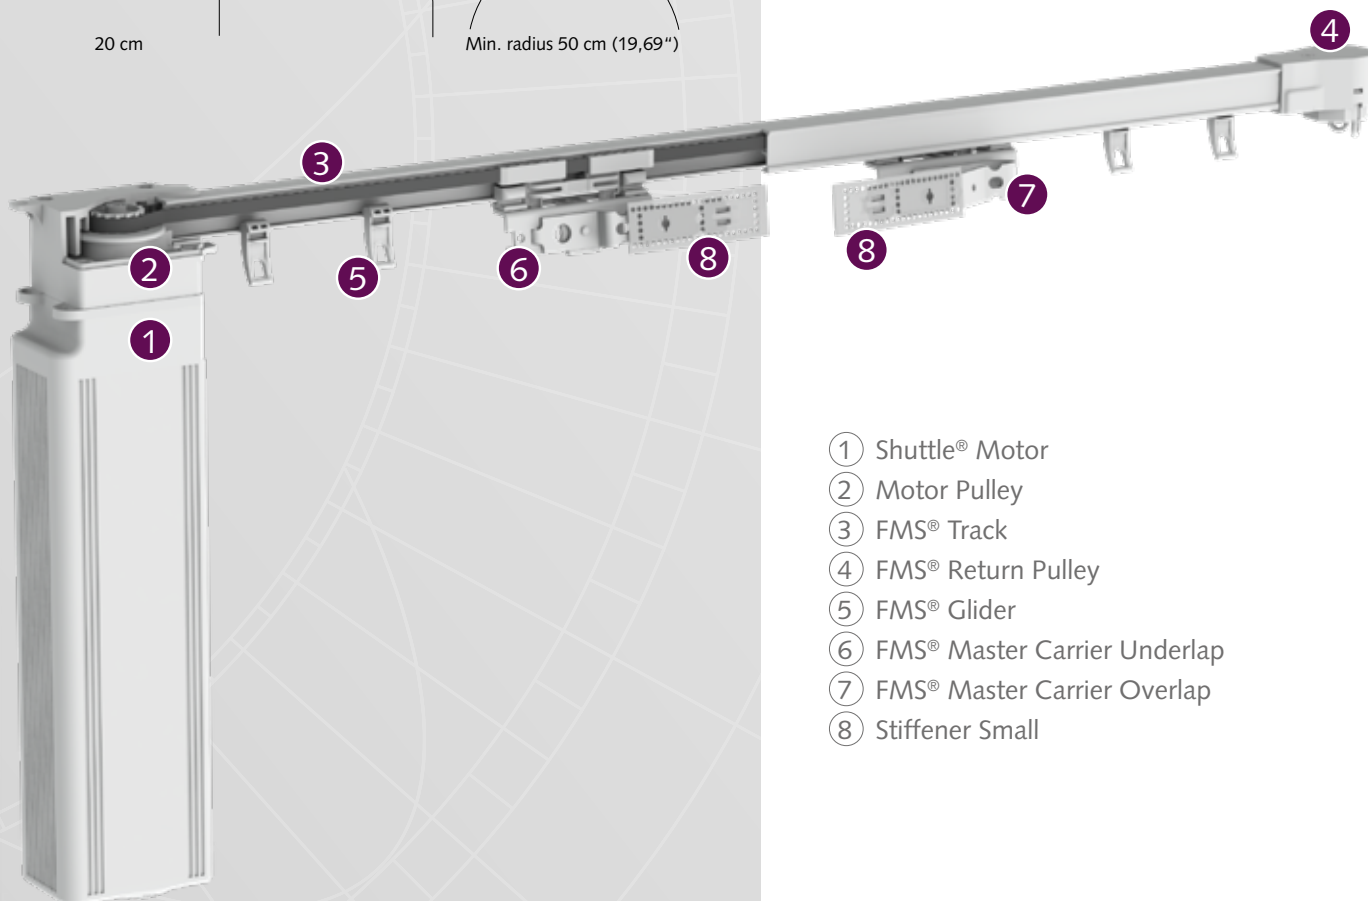 20 cm
Min. radius 50 cm (19,69“)
4
3
7
2
5
6
8
8
1
1 Shuttle® Motor
2 Motor Pulley
3 FMS® Track
4 FMS® Return Pulley
5 FMS® Glider
6 FMS® Master Carrier Underlap
7 FMS® Master Carrier Overlap
8 Stiffener Small